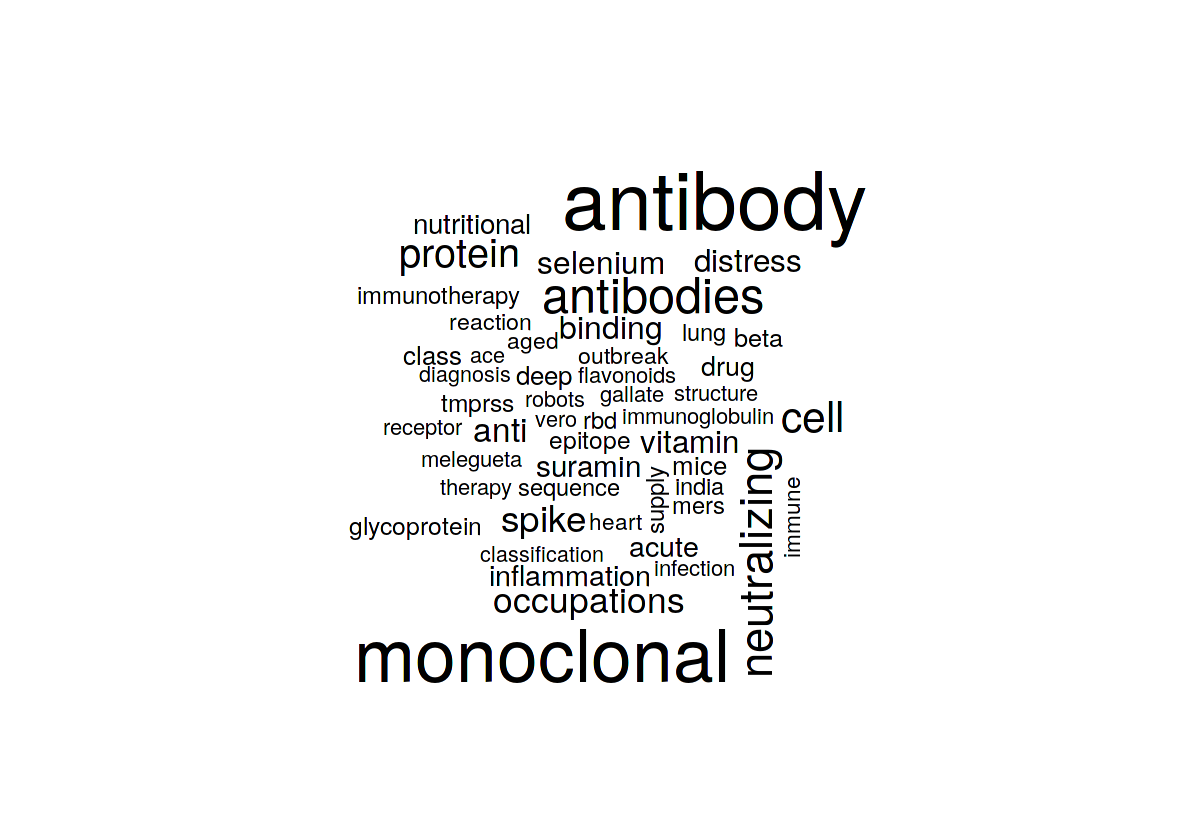 antibody
nutritional
protein
selenium
distress
immunotherapy
antibodies
reaction
binding
lung
beta
aged
class
ace
outbreak
drug
diagnosis
deep
flavonoids
tmprss
robots
gallate
structure
receptor
anti
vero
rbd
immunoglobulin
cell
epitope
vitamin
melegueta
suramin
mice
therapy
sequence
supply
india
mers
neutralizing
immune
glycoprotein
spike
heart
classification
acute
inflammation
infection
occupations
monoclonal